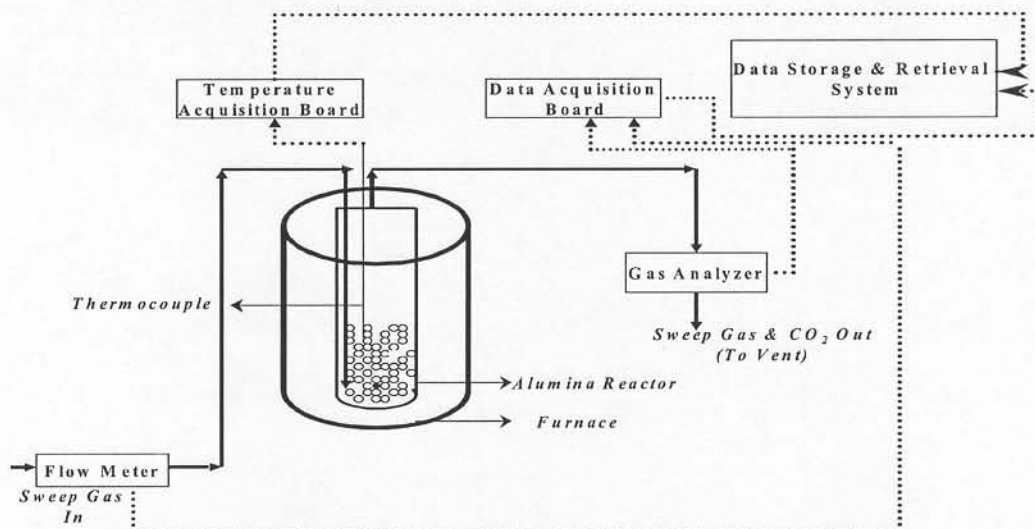 Temperature
Acquisition Board
Data Acquisition
Board
Data Storage & Retrieval
System
Gas Analyzer
Thermocouple
Sweep Gas & CO₂ Out
(To Vent)
Alumina Reactor
Furnace
Flow Meter
Sweep Gas
In